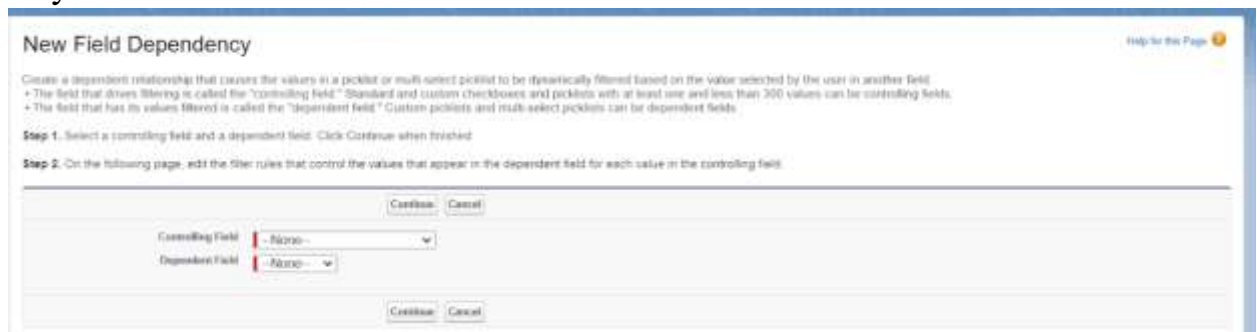 New Field Dependency
Help for this Page
Create a dependent relationship that causes the values in a picklist or multi-select picklist to be dynamically filtered based on the value selected by the user in another field.
• The field that drives filtering is called the "controlling field." Standard and custom checkboxes and picklists with at least one and less than 300 values can be controlling fields.
• The field that has its values filtered is called the "dependent field." Custom picklists and multi-select picklists can be dependent fields.
Step 1. Select a controlling field and a dependent field. Click Continue when finished.
Step 2. On the following page, edit the filter rules that control the values that appear in the dependent field for each value in the controlling field.
Continue Cancel
Controlling Field --None--
Dependent Field --None--
Continue Cancel